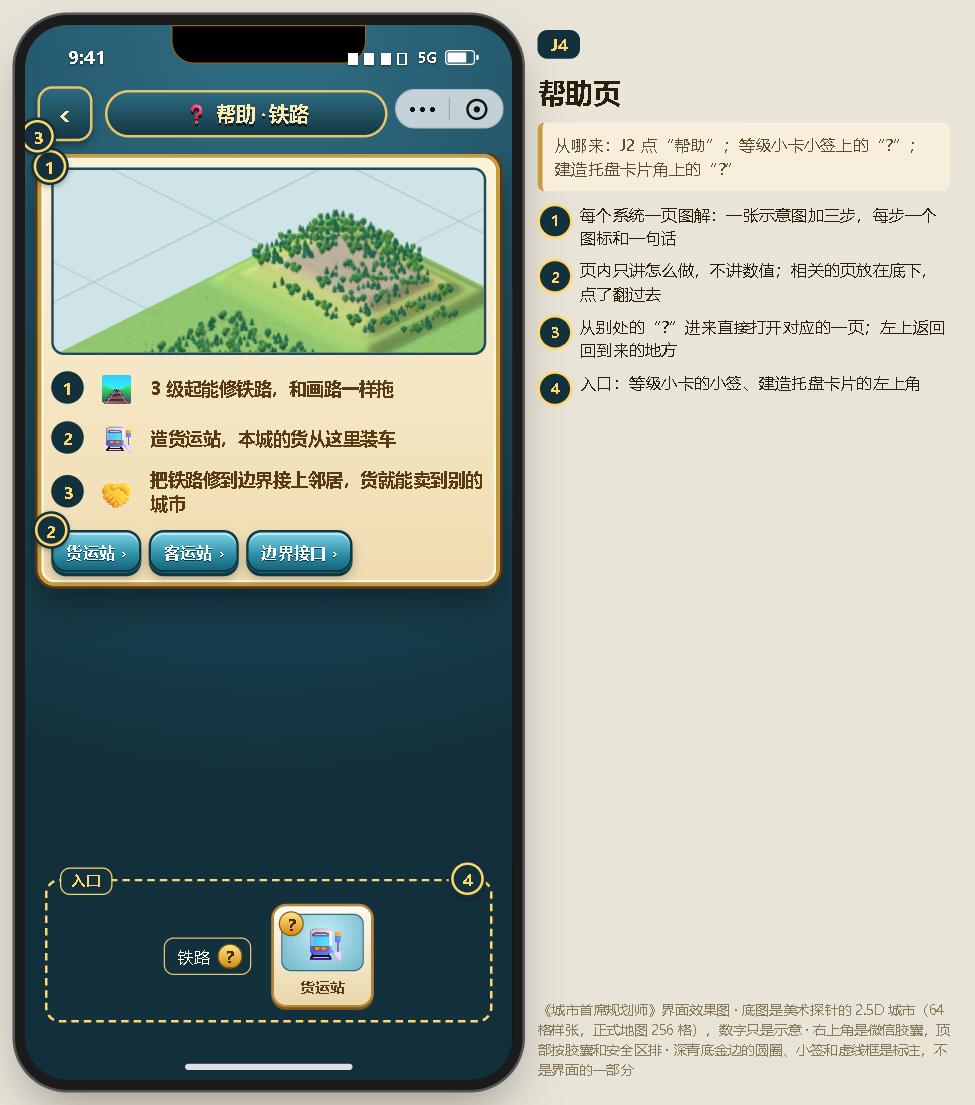 9:41
5G
‹
❓ 帮助 · 铁路
3
1
1
3 级起能修铁路，和画路一样拖
2
造货运站，本城的货从这里装车
3
把铁路修到边界接上邻居，货就能卖到别的
城市
2
货运站 ›
客运站 ›
边界接口 ›
入口
4
铁路 ?
?
货运站
J4
帮助页
从哪来：J2 点“帮助”；等级小卡小签上的“?”；
建造托盘卡片角上的“?”
1
每个系统一页图解：一张示意图加三步，每步一个
图标和一句话
2
页内只讲怎么做，不讲数值；相关的页放在底下，
点了翻过去
3
从别处的“?”进来直接打开对应的一页；左上返回
回到来的地方
4
入口：等级小卡的小签、建造托盘卡片的左上角
《城市首席规划师》界面效果图 · 底图是美术探针的 2.5D 城市（64
格样张，正式地图 256 格），数字只是示意 · 右上角是微信胶囊，顶
部按胶囊和安全区排 · 深青底金边的圆圈、小签和虚线框是标注，不
是界面的一部分